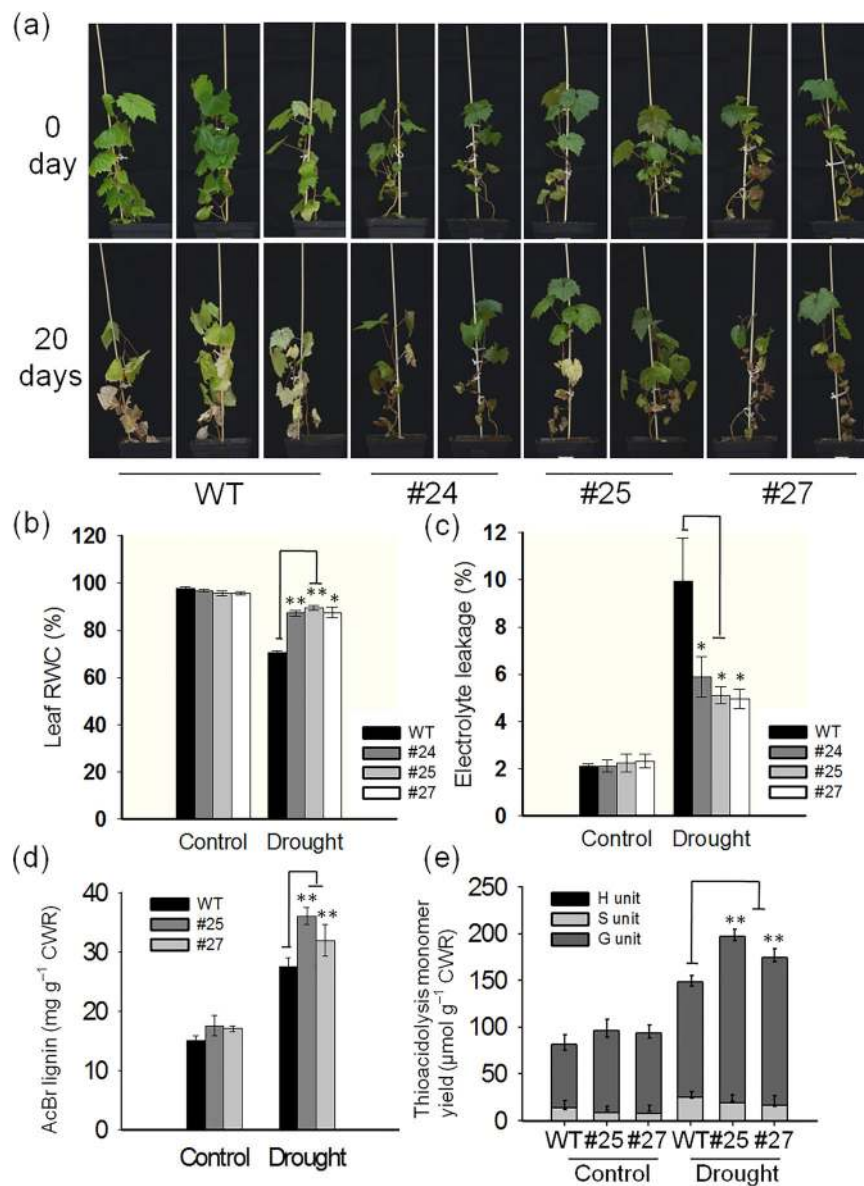 (a)
0
day
20
days
WT #24 #25 #27
(b)
120
100
80
60
40
20
0
Leaf RWC (%)
** ** *
WT
#24
#25
#27
Control Drought
(c)
12
10
8
6
4
2
0
Electrolyte leakage (%)
* * *
WT
#24
#25
#27
Control Drought
(d)
40
30
20
10
0
AcBr lignin (mg g⁻¹ CWR)
WT
#25
#27
** **
Control Drought
(e)
250
200
150
100
50
0
Thioacidolysis monomer
yield (μmol g⁻¹ CWR)
H unit
S unit
G unit
** **
WT #25 #27 WT #25 #27
Control Drought